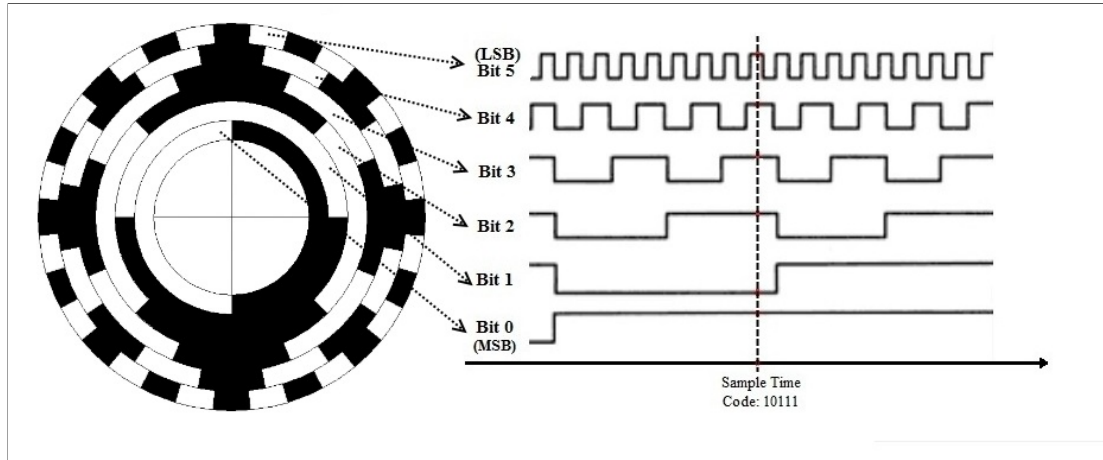 (LSB)
Bit 5
Bit 4
Bit 3
Bit 2
Bit 1
Bit 0
(MSB)
Sample Time
Code: 10111